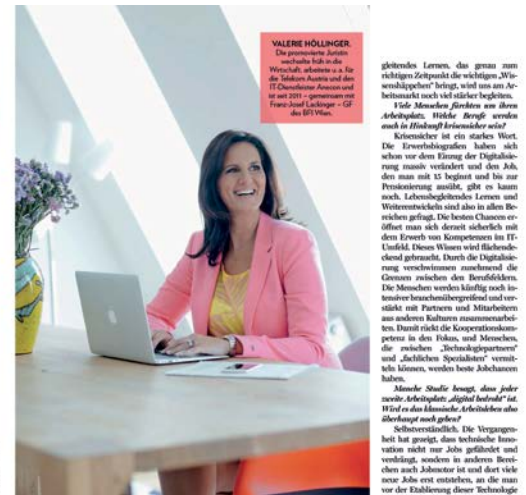 VALERIE HÖLLINGER.
Die promovierte Juristin
wechselte früh in die
Wirtschaft, arbeitete u. a. für
die Telekom Austria und den
IT-Dienstleister Anecon und
ist seit 2011 – gemeinsam mit
Franz-Josef Lackinger – GF
des BFI Wien.
gleitendes Lernen, das genau zum
richtigen Zeitpunkt die wichtigen „Wis-
senshäppchen“ bringt, wird uns am Ar-
beitsmarkt noch viel stärker begleiten.
Viele Menschen fürchten um ihren
Arbeitsplatz. Welche Berufe werden
auch in Hinkunft krisensicher sein?
Krisensicher ist ein starkes Wort.
Die Erwerbsbiografien haben sich
schon vor dem Einzug der Digitalisie-
rung massiv verändert und den Job,
den man mit 15 beginnt und bis zur
Pensionierung ausübt, gibt es kaum
noch. Lebensbegleitendes Lernen und
Weiterentwickeln sind also in allen Be-
reichen gefragt. Die besten Chancen er-
öffnet man sich derzeit sicherlich mit
dem Erwerb von Kompetenzen im IT-
Umfeld. Dieses Wissen wird flächende-
ckend gebraucht. Durch die Digitalisie-
rung verschwimmen zunehmend die
Grenzen zwischen den Berufsfeldern.
Die Menschen werden künftig noch in-
tensiver branchenübergreifend und ver-
stärkt mit Partnern und Mitarbeitern
aus anderen Kulturen zusammenarbei-
ten. Damit rückt die Kooperationskom-
petenz in den Fokus, und Menschen,
die zwischen „Technologiepartnern“
und „fachlichen Spezialisten“ vermit-
teln können, werden beste Jobchancen
haben.
Manche Studie besagt, dass jeder
zweite Arbeitsplatz „digital bedroht“ ist.
Wird es das klassische Arbeitsleben also
überhaupt noch geben?
Selbstverständlich. Die Vergangen-
heit hat gezeigt, dass technische Inno-
vation nicht nur Jobs gefährdet und
verdrängt, sondern in anderen Berei-
chen auch Jobmotor ist und dort viele
neue Jobs erst entstehen, an die man
vor der Etablierung dieser Technologie